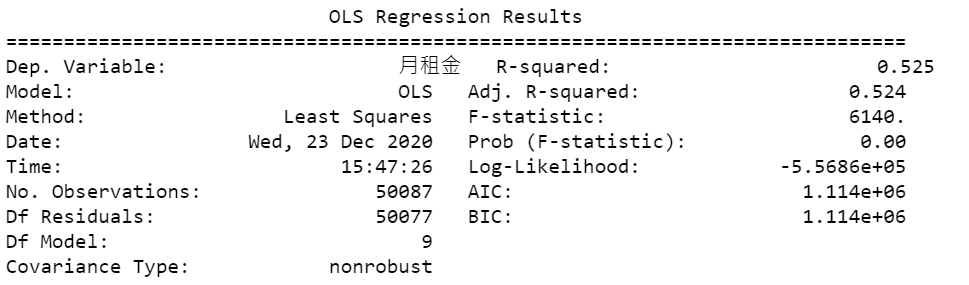 OLS Regression Results
==============================================================================
Dep. Variable: 月租金 R-squared: 0.525
Model: OLS Adj. R-squared: 0.524
Method: Least Squares F-statistic: 6140.
Date: Wed, 23 Dec 2020 Prob (F-statistic): 0.00
Time: 15:47:26 Log-Likelihood: -5.5686e+05
No. Observations: 50087 AIC: 1.114e+06
Df Residuals: 50077 BIC: 1.114e+06
Df Model: 9
Covariance Type: nonrobust